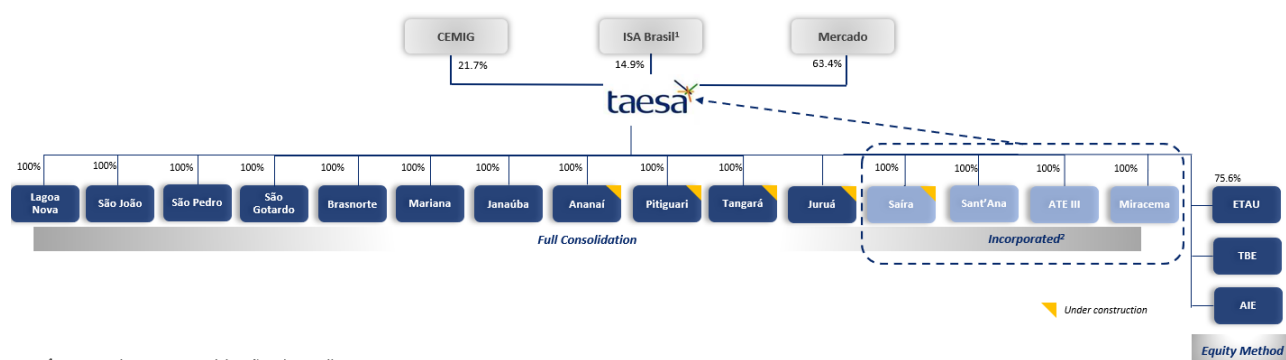 CEMIG
ISA Brasil¹
Mercado
21.7%
14.9%
63.4%
taesa
100%
100%
100%
100%
100%
100%
100%
100%
100%
100%
100%
100%
100%
100%
75.6%
Lagoa
Nova
São João
São Pedro
São
Gotardo
Brasnorte
Mariana
Janaúba
Ananaí
Pitiguari
Tangará
Juruá
Saíra
Sant'Ana
ATE III
Miracema
ETAU
Full Consolidation
Incorporated²
TBE
Under construction
AIE
Equity Method